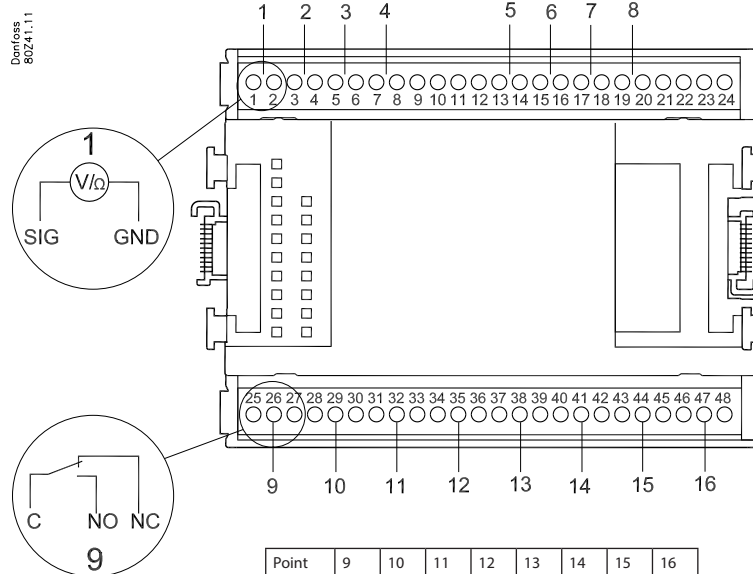 Danfoss
80Z41.11
1 2 3 4 5 6 7 8
1 2 3 4 5 6 7 8 9 10 11 12 13 14 15 16 17 18 19 20 21 22 23 24
1
V/Ω
SIG GND
25 26 27 28 29 30 31 32 33 34 35 36 37 38 39 40 41 42 43 44 45 46 47 48
9 10 11 12 13 14 15 16
C NO NC
9
Point 9 10 11 12 13 14 15 16